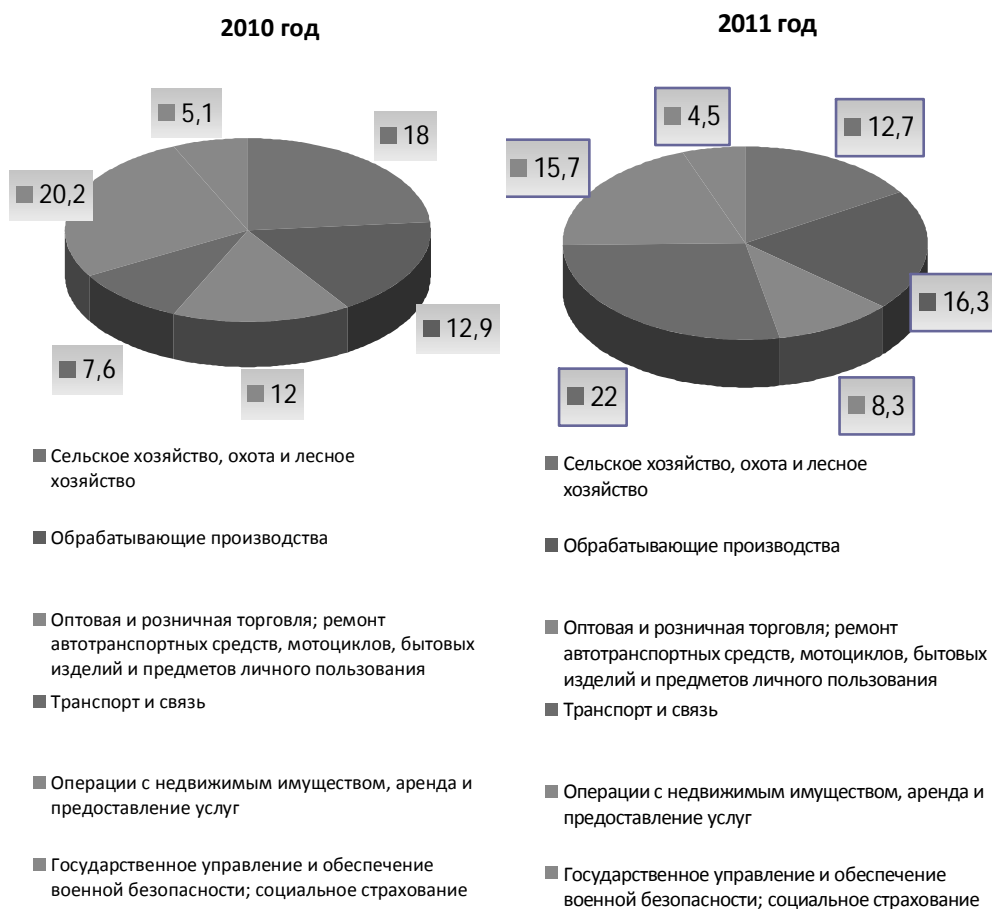 2010 год
5,1
18
20,2
12,9
7,6
12
Сельское хозяйство, охота и лесное
хозяйство
Обрабатывающие производства
Оптовая и розничная торговля; ремонт
автотранспортных средств, мотоциклов, бытовых
изделий и предметов личного пользования
Транспорт и связь
Операции с недвижимым имуществом, аренда и
предоставление услуг
Государственное управление и обеспечение
военной безопасности; социальное страхование
2011 год
4,5
12,7
15,7
16,3
22
8,3
Сельское хозяйство, охота и лесное
хозяйство
Обрабатывающие производства
Оптовая и розничная торговля; ремонт
автотранспортных средств, мотоциклов, бытовых
изделий и предметов личного пользования
Транспорт и связь
Операции с недвижимым имуществом, аренда и
предоставление услуг
Государственное управление и обеспечение
военной безопасности; социальное страхование